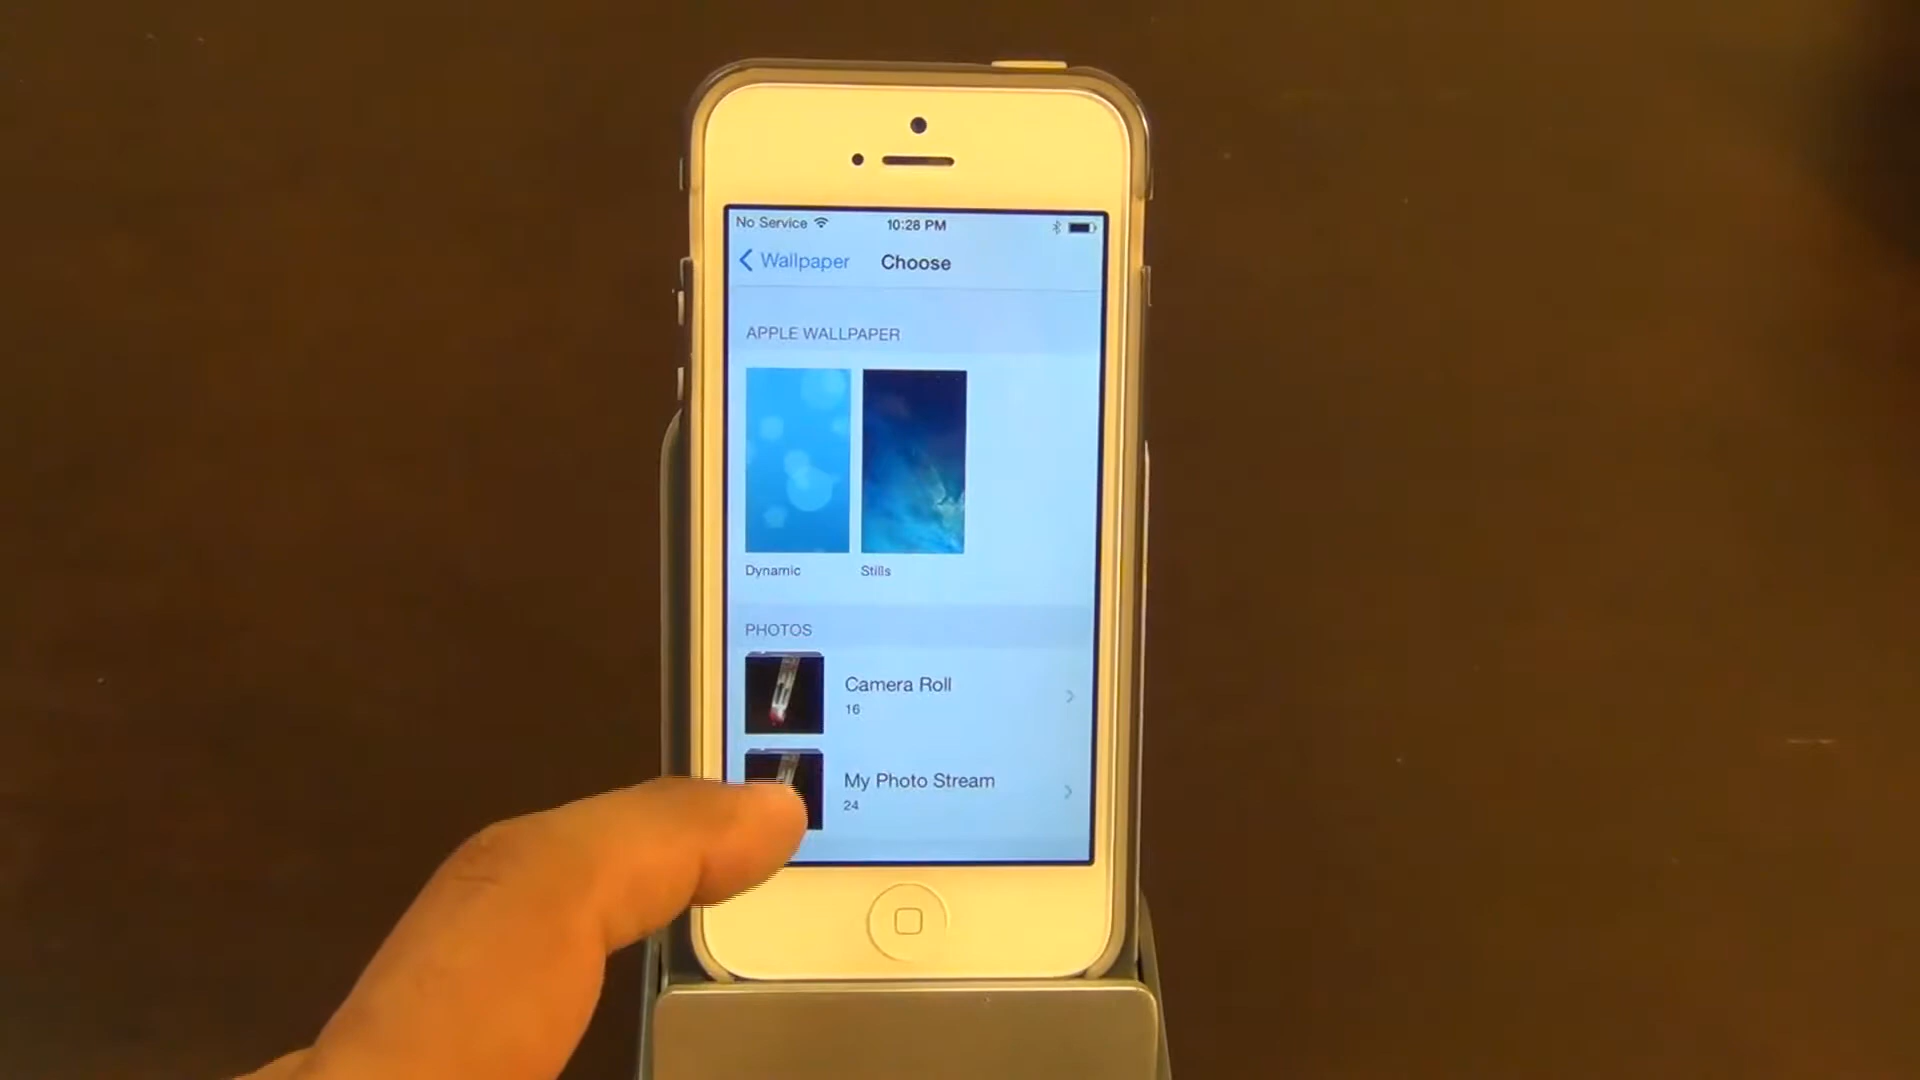 No Service 10:28 PM
Wallpaper Choose
APPLE WALLPAPER
Dynamic Stills
PHOTOS
Camera Roll
16
My Photo Stream
24